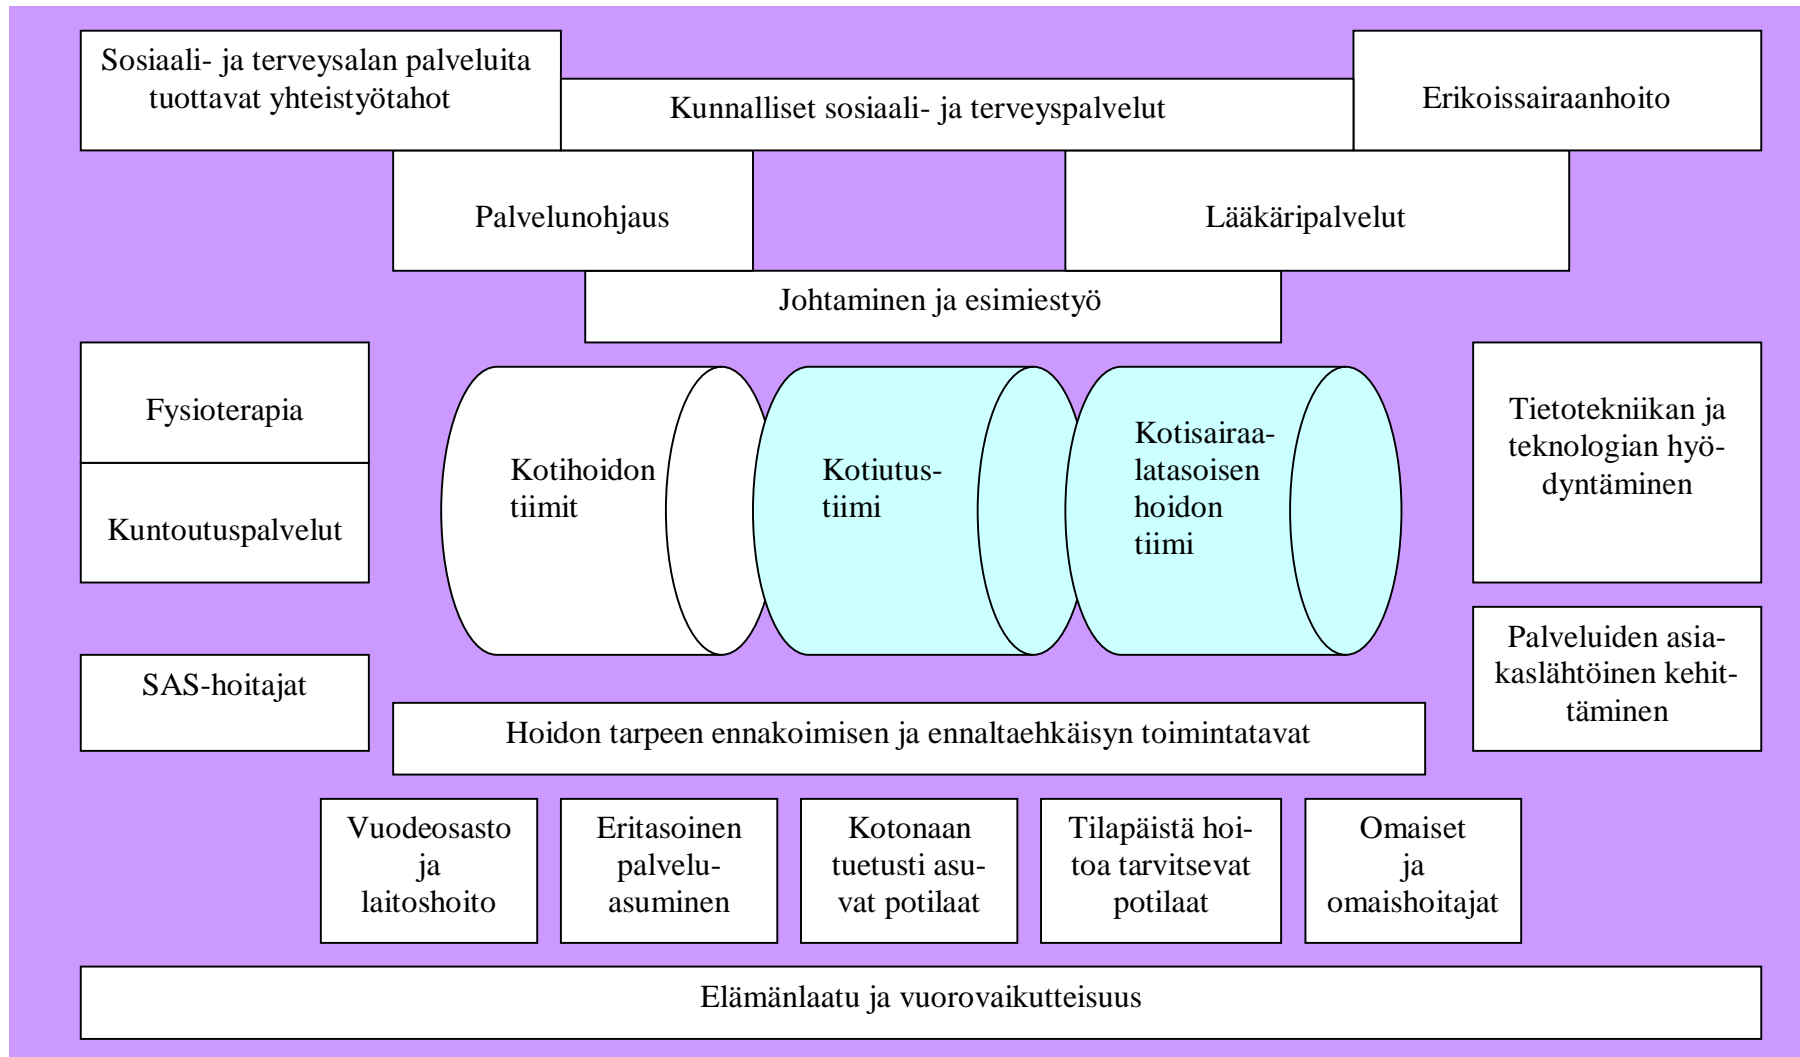 Sosiaali- ja terveysalan palveluita
tuottavat yhteistyötahot
Kunnalliset sosiaali- ja terveyspalvelut
Erikoissairaanhoito
Palvelunohjaus
Lääkäripalvelut
Johtaminen ja esimiestyö
Fysioterapia
Kuntoutuspalvelut
Kotihoidon
tiimit
Kotiutus-
tiimi
Kotisairaa-
latasoisen
hoidon
tiimi
Tietotekniikan ja
teknologian hyö-
dyntäminen
SAS-hoitajat
Palveluiden asia-
kaslähtöinen kehit-
täminen
Hoidon tarpeen ennakoimisen ja ennaltaehkäisyn toimintatavat
Vuodeosasto
ja
laitoshoito
Eritasoinen
palvelu-
asuminen
Kotonaan
tuetusti asu-
vat potilaat
Tilapäistä hoi-
toa tarvitsevat
potilaat
Omaiset
ja
omaishoitajat
Elämänlaatu ja vuorovaikutteisuus